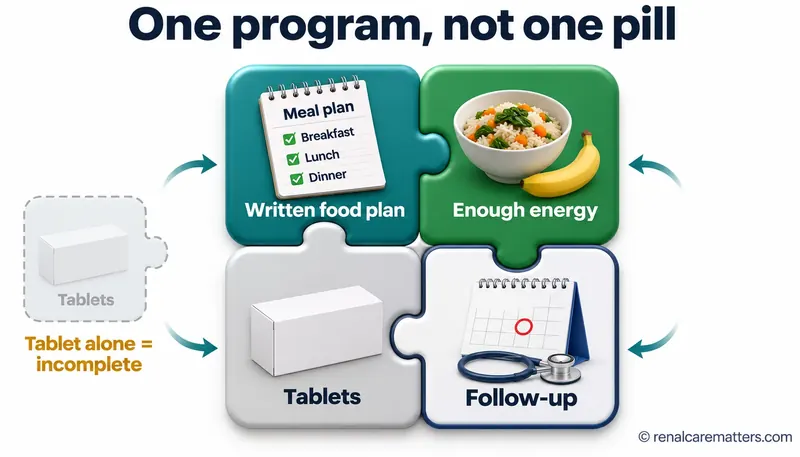 One program, not one pill
Meal plan
Breakfast
Lunch
Dinner
Written food plan
Enough energy
Tablets
Tablet alone =
incomplete
Tablets
Follow-up
© renalcarematters.com